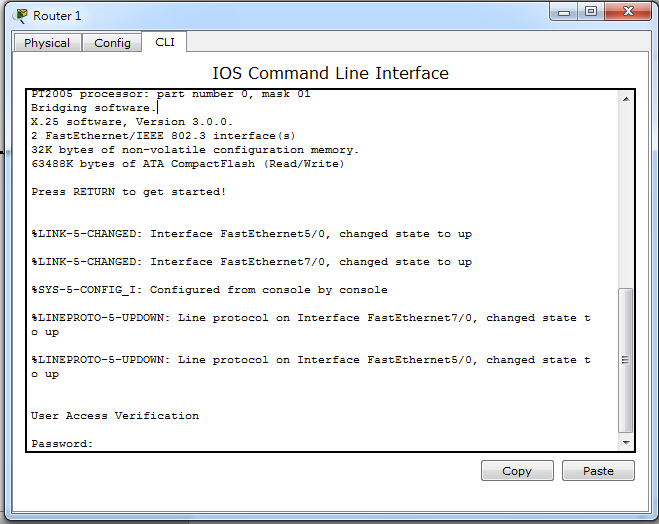 Router 1
Physical Config CLI
IOS Command Line Interface
PT2005 processor: part number 0, mask 01
Bridging software.
X.25 software, Version 3.0.0.
2 FastEthernet/IEEE 802.3 interface(s)
32K bytes of non-volatile configuration memory.
63488K bytes of ATA CompactFlash (Read/Write)
Press RETURN to get started!
%LINK-5-CHANGED: Interface FastEthernet5/0, changed state to up
%LINK-5-CHANGED: Interface FastEthernet7/0, changed state to up
%SYS-5-CONFIG_I: Configured from console by console
%LINEPROTO-5-UPDOWN: Line protocol on Interface FastEthernet7/0, changed state t
o up
%LINEPROTO-5-UPDOWN: Line protocol on Interface FastEthernet5/0, changed state t
o up
User Access Verification
Password:
Copy Paste